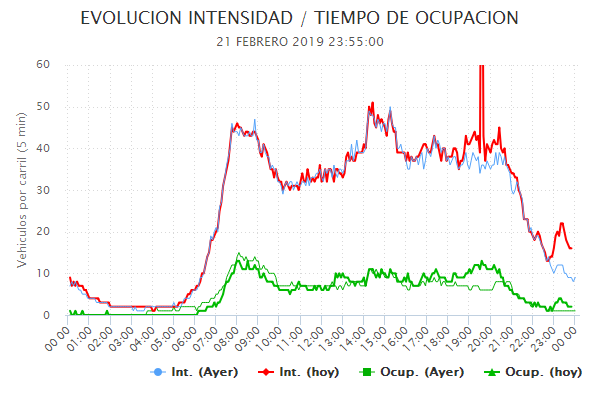 EVOLUCION INTENSIDAD / TIEMPO DE OCUPACION
21 FEBRERO 2019 23:55:00
Vehiculos por carril (5 min)
60
50
40
30
20
10
0
00:00 01:00 02:00 03:00 04:00 05:00 06:00 07:00 08:00 09:00 10:00 11:00 12:00 13:00 14:00 15:00 16:00 17:00 18:00 19:00 20:00 21:00 22:00 23:00 00:00
Int. (Ayer) Int. (hoy) Ocup. (Ayer) Ocup. (hoy)